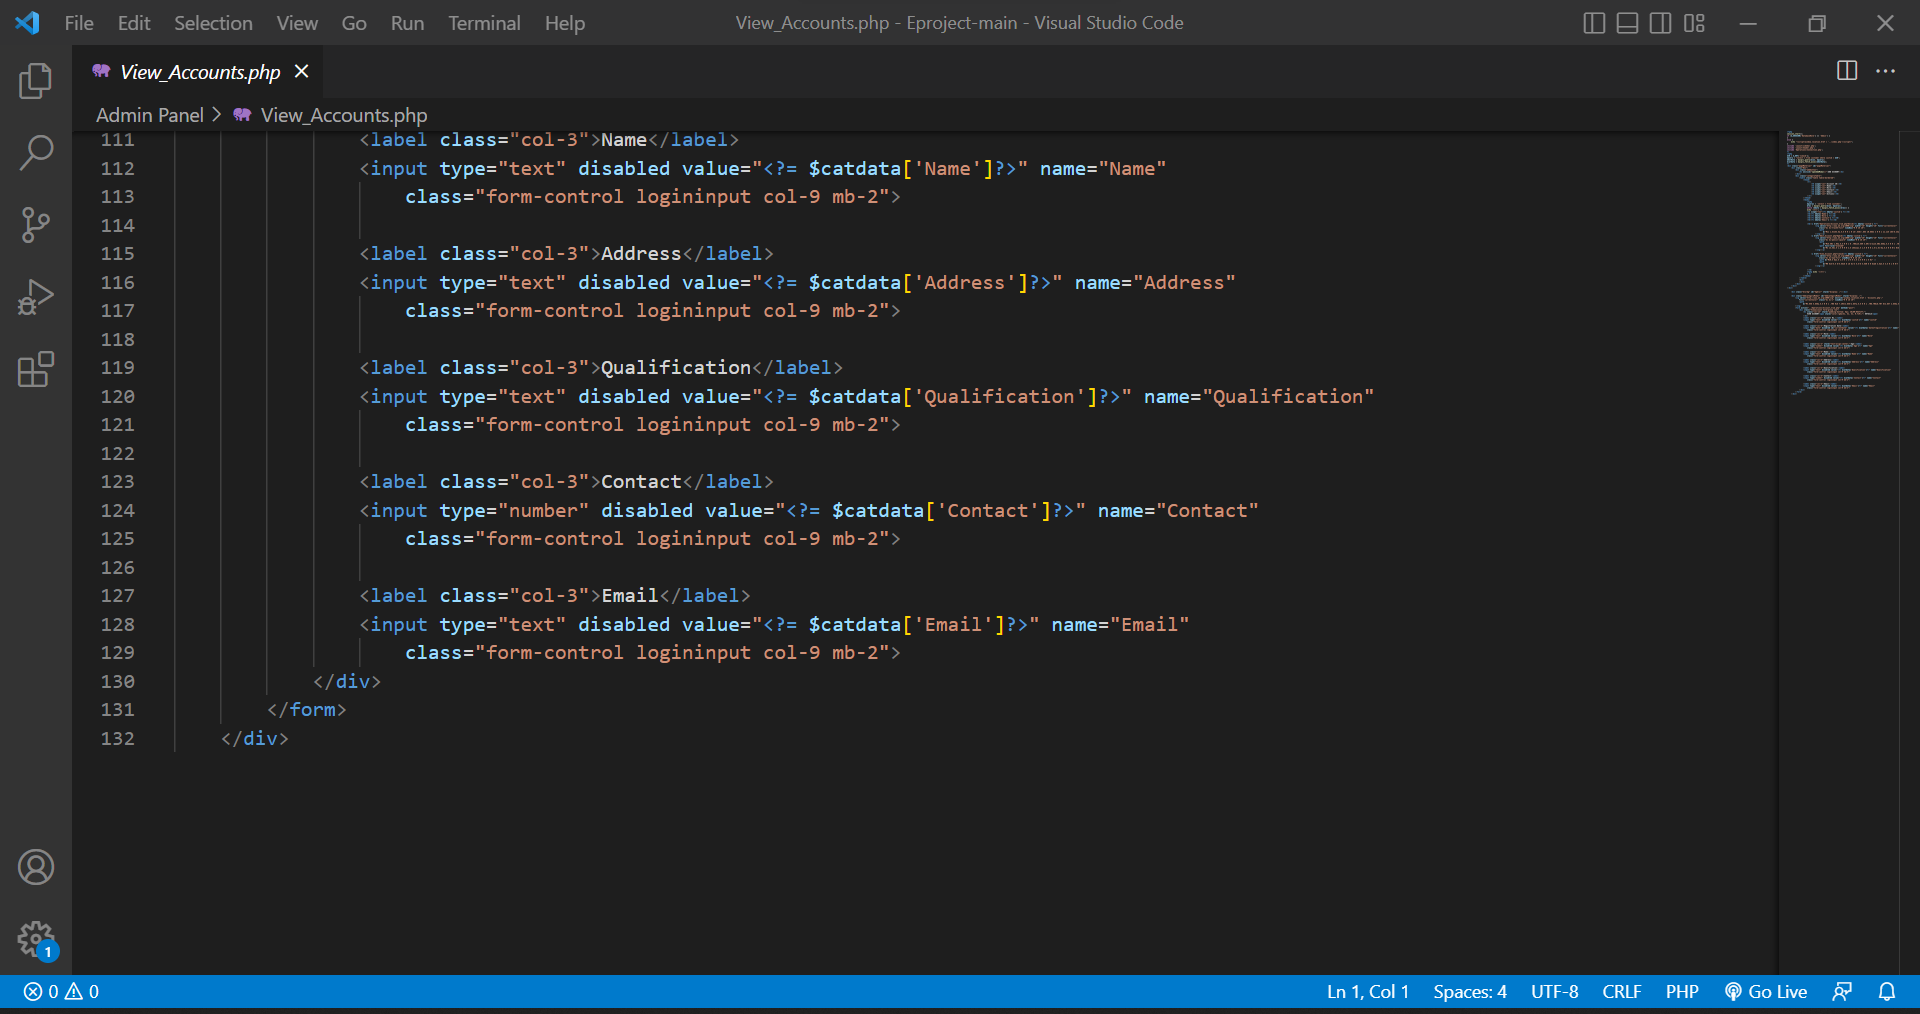 File Edit Selection View Go Run Terminal Help View_Accounts.php - Eproject-main - Visual Studio Code
View_Accounts.php
Admin Panel > View_Accounts.php
111 <label class="col-3">Name</label>
112 <input type="text" disabled value="<?= $catdata['Name']?>" name="Name"
113 class="form-control logininput col-9 mb-2">
114
115 <label class="col-3">Address</label>
116 <input type="text" disabled value="<?= $catdata['Address']?>" name="Address"
117 class="form-control logininput col-9 mb-2">
118
119 <label class="col-3">Qualification</label>
120 <input type="text" disabled value="<?= $catdata['Qualification']?>" name="Qualification"
121 class="form-control logininput col-9 mb-2">
122
123 <label class="col-3">Contact</label>
124 <input type="number" disabled value="<?= $catdata['Contact']?>" name="Contact"
125 class="form-control logininput col-9 mb-2">
126
127 <label class="col-3">Email</label>
128 <input type="text" disabled value="<?= $catdata['Email']?>" name="Email"
129 class="form-control logininput col-9 mb-2">
130 </div>
131 </form>
132 </div>
1
0 0 Ln 1, Col 1 Spaces: 4 UTF-8 CRLF PHP Go Live